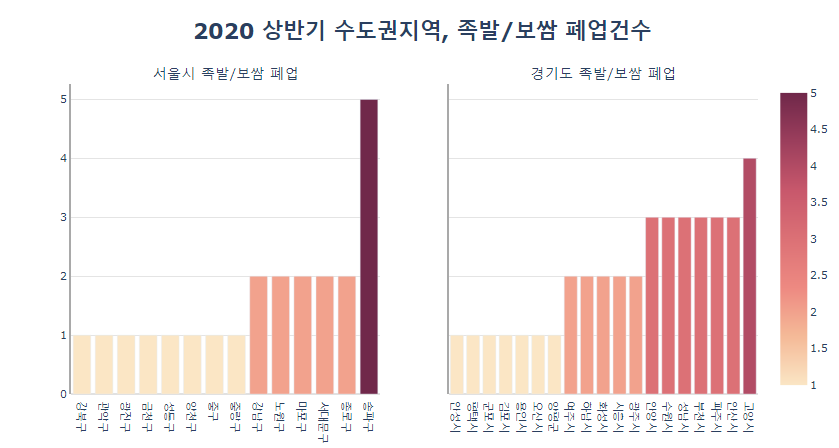 2020 상반기 수도권지역, 족발/보쌈 폐업건수
서울시 족발/보쌈 폐업
경기도 족발/보쌈 폐업
5
4
3
2
1
0
강북구
관악구
광진구
금천구
성동구
양천구
중구
중랑구
강남구
노원구
마포구
서대문구
종로구
송파구
안성시
평택시
군포시
김포시
용인시
오산시
양평군
여주시
하남시
화성시
시흥시
광주시
안양시
수원시
성남시
부천시
파주시
안산시
고양시
5
4.5
4
3.5
3
2.5
2
1.5
1